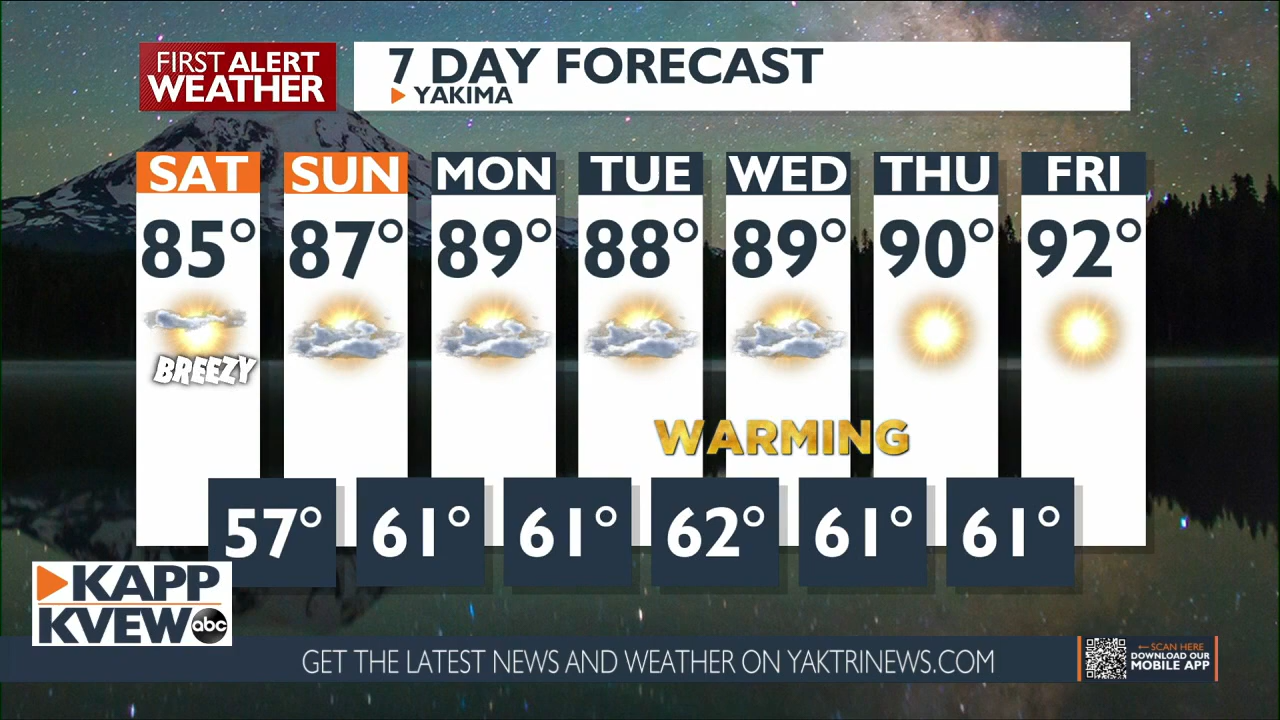 FIRST ALERT
WEATHER
7 DAY FORECAST
YAKIMA
SAT SUN MON TUE WED THU FRI
85° 87° 89° 88° 89° 90° 92°
BREEZY
WARMING
57° 61° 61° 62° 61° 61°
KAPP
KVEW abc
GET THE LATEST NEWS AND WEATHER ON YAKTRINEWS.COM
SCAN HERE
DOWNLOAD OUR
MOBILE APP